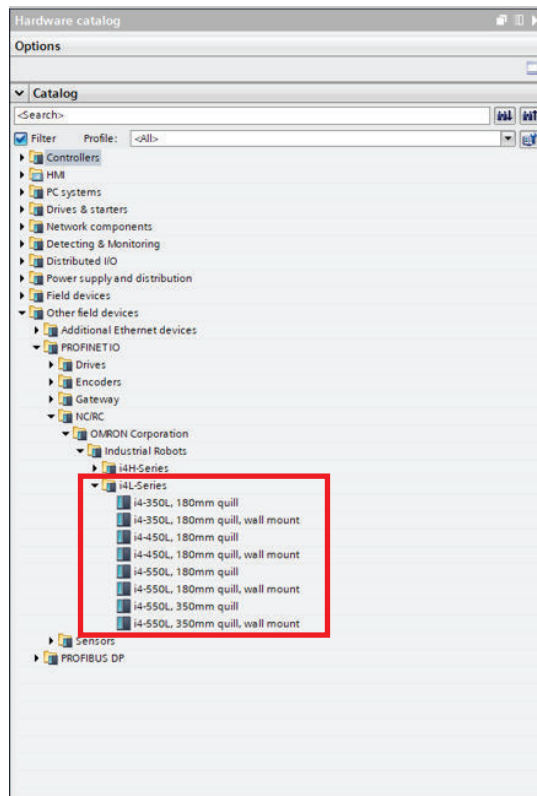 Hardware catalog
Options
Catalog
<Search>
Filter Profile: <All>
Controllers
HMI
PC systems
Drives & starters
Network components
Detecting & Monitoring
Distributed I/O
Power supply and distribution
Field devices
Other field devices
Additional Ethernet devices
PROFINET IO
Drives
Encoders
Gateway
NC/RC
OMRON Corporation
Industrial Robots
i4H-Series
i4L-Series
i4-350L, 180mm quill
i4-350L, 180mm quill, wall mount
i4-450L, 180mm quill
i4-450L, 180mm quill, wall mount
i4-550L, 180mm quill
i4-550L, 180mm quill, wall mount
i4-550L, 350mm quill
i4-550L, 350mm quill, wall mount
Sensors
PROFIBUS DP